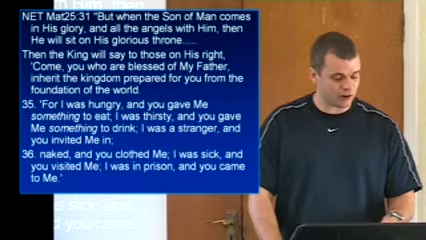 NET Mat25:31 "But when the Son of Man comes
in His glory, and all the angels with Him, then
He will sit on His glorious throne.....
Then the King will say to those on His right,
'Come, you who are blessed of My Father,
inherit the kingdom prepared for you from the
foundation of the world.
35. 'For I was hungry, and you gave Me
something to eat; I was thirsty, and you gave
Me something to drink; I was a stranger, and
you invited Me in;
36. naked, and you clothed Me; I was sick, and
you visited Me; I was in prison, and you came
to Me.'